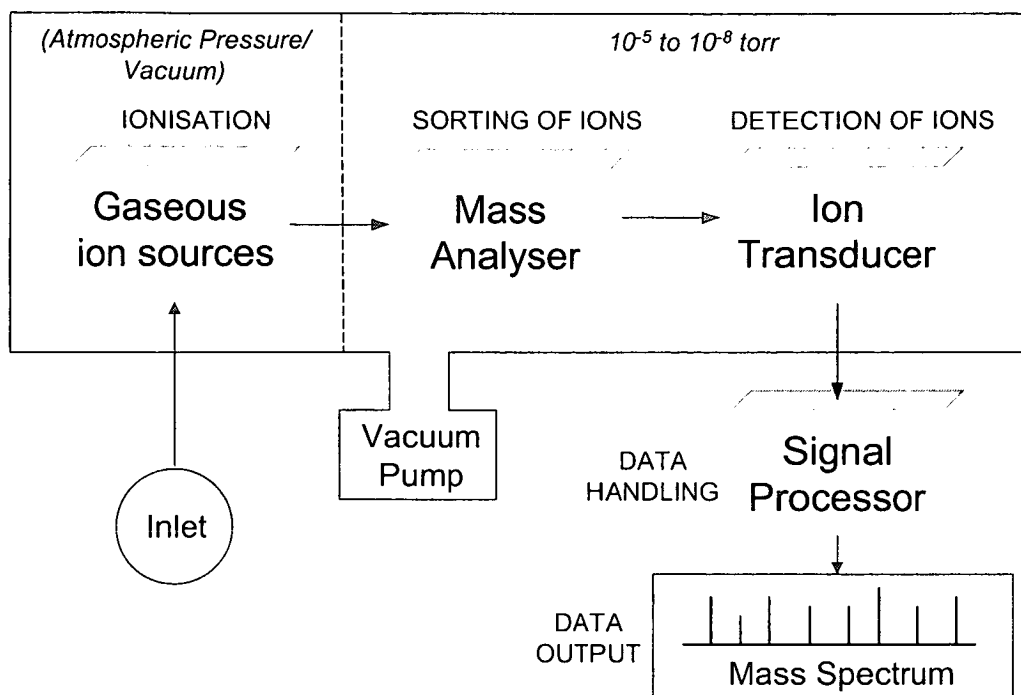 (Atmospheric Pressure/
Vacuum)
10⁻⁵ to 10⁻⁸ torr
IONISATION
SORTING OF IONS
DETECTION OF IONS
Gaseous
ion sources
Mass
Analyser
Ion
Transducer
Vacuum
Pump
Inlet
DATA
HANDLING
Signal
Processor
DATA
OUTPUT
Mass Spectrum